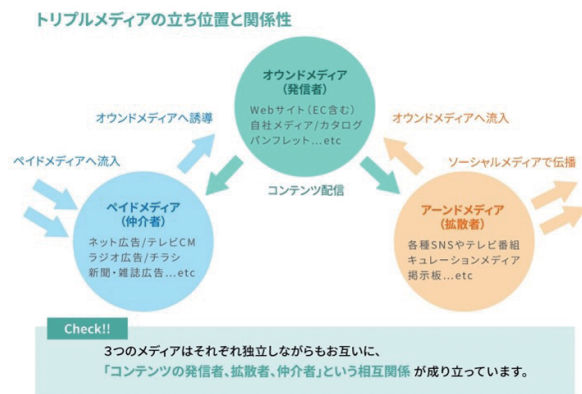 トリプルメディアの立ち位置と関係性
オウンドメディア
(発信者)
Webサイト(EC含む)
自社メディア/カタログ
パンフレット...etc
オウンドメディアへ誘導
オウンドメディアへ流入
ペイドメディアへ流入
ソーシャルメディアで伝播
コンテンツ配信
ペイドメディア
(仲介者)
ネット広告/テレビCM
ラジオ広告/チラシ
新聞・雑誌広告...etc
アーンドメディア
(拡散者)
各種SNSやテレビ番組
キュレーションメディア
掲示板...etc
Check!!
3つのメディアはそれぞれ独立しながらもお互いに、
「コンテンツの発信者、拡散者、仲介者」という相互関係 が成り立っています。